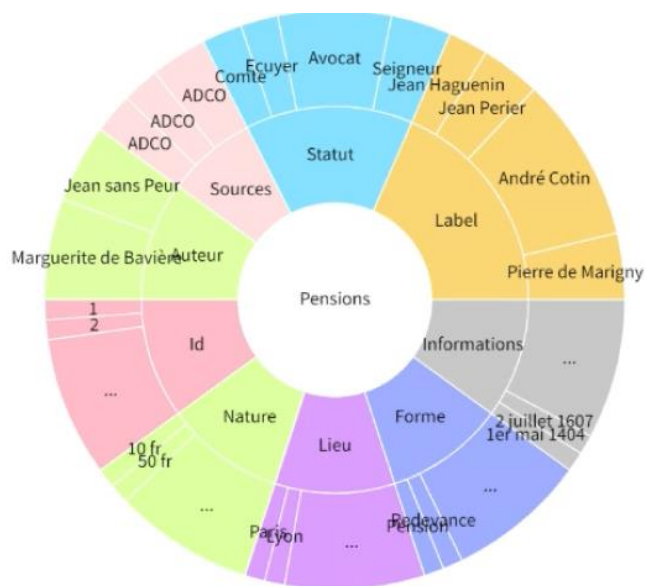 Comte
Ecuyer
Avocat
Seigneur
Jean Haguenin
Jean Perier
André Cotin
Pierre de Marigny
ADCO
ADCO
ADCO
Jean sans Peur
Marguerite de Bavière
Statut
Label
Sources
Auteur
Pensions
Id
Informations
Nature
Lieu
Forme
1
2
...
10 fr
50 fr
...
Paris
Lyon
...
Pension
Redevance
...
1er mai 1404
2 juillet 1607
...